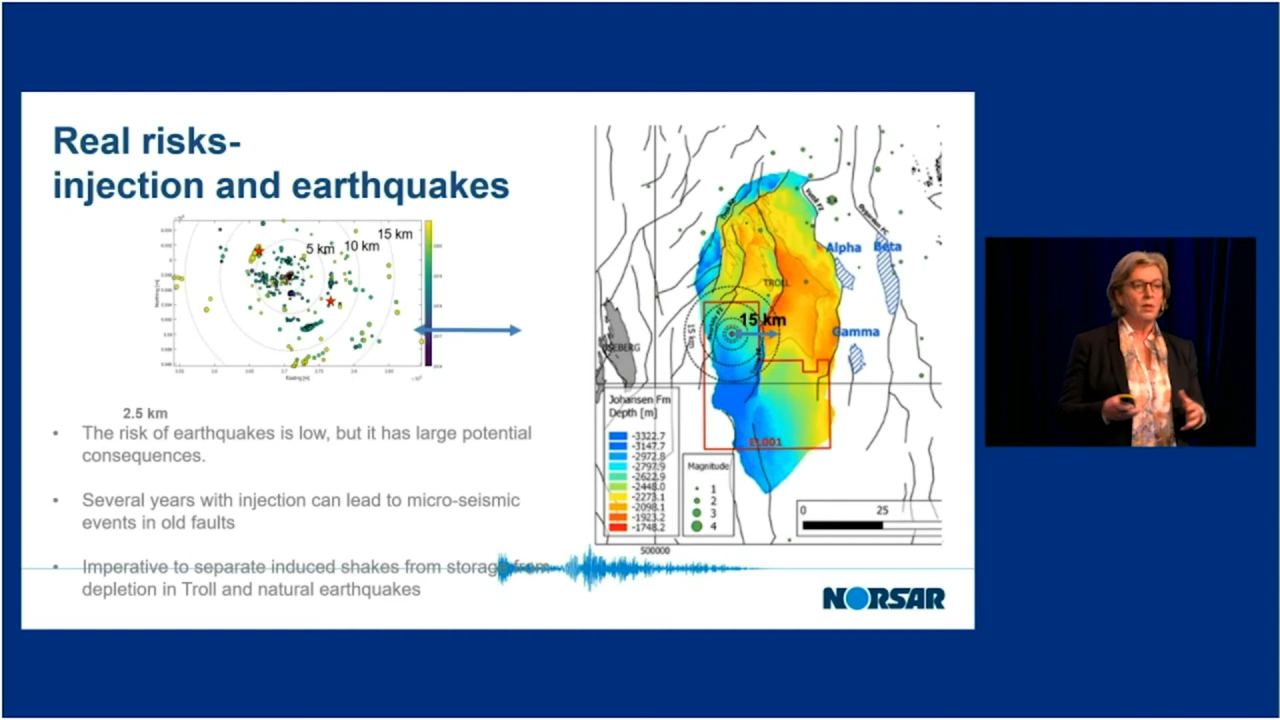 Real risks-
injection and earthquakes
5 km
10 km
15 km
2.5 km
• The risk of earthquakes is low, but it has large potential
consequences.
• Several years with injection can lead to micro-seismic
events in old faults
• Imperative to separate induced shakes from storage from
depletion in Troll and natural earthquakes
Alpha
Beta
TROLL
15 km
15 km
Gamma
Johansen Fm
Depth [m]
-3322.7
-3147.7
-2972.8
-2797.9
-2622.9
-2448.0
-2273.1
-2098.1
-1923.2
-1748.2
EL001
Magnitude
1
2
3
4
0
25
500000
NORSAR